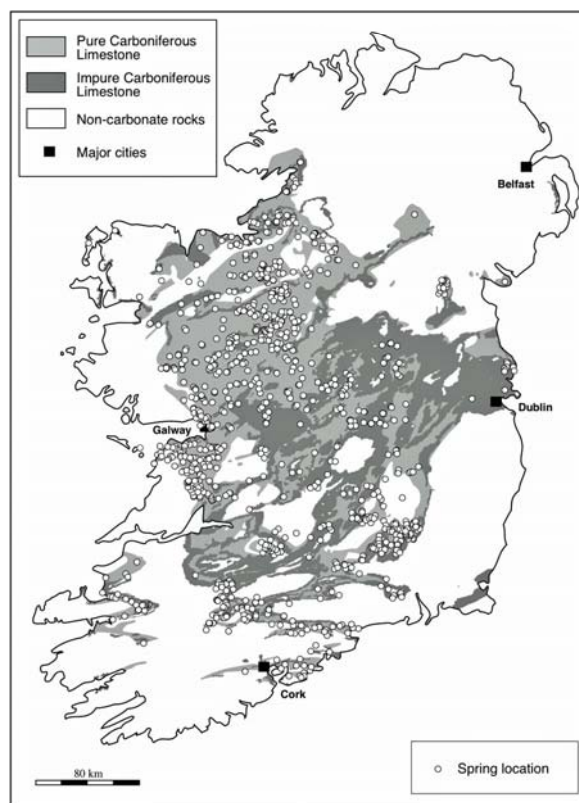 Pure Carboniferous
Limestone
Impure Carboniferous
Limestone
Non-carbonate rocks
Major cities
Belfast
Dublin
Galway
Cork
80 km
Spring location